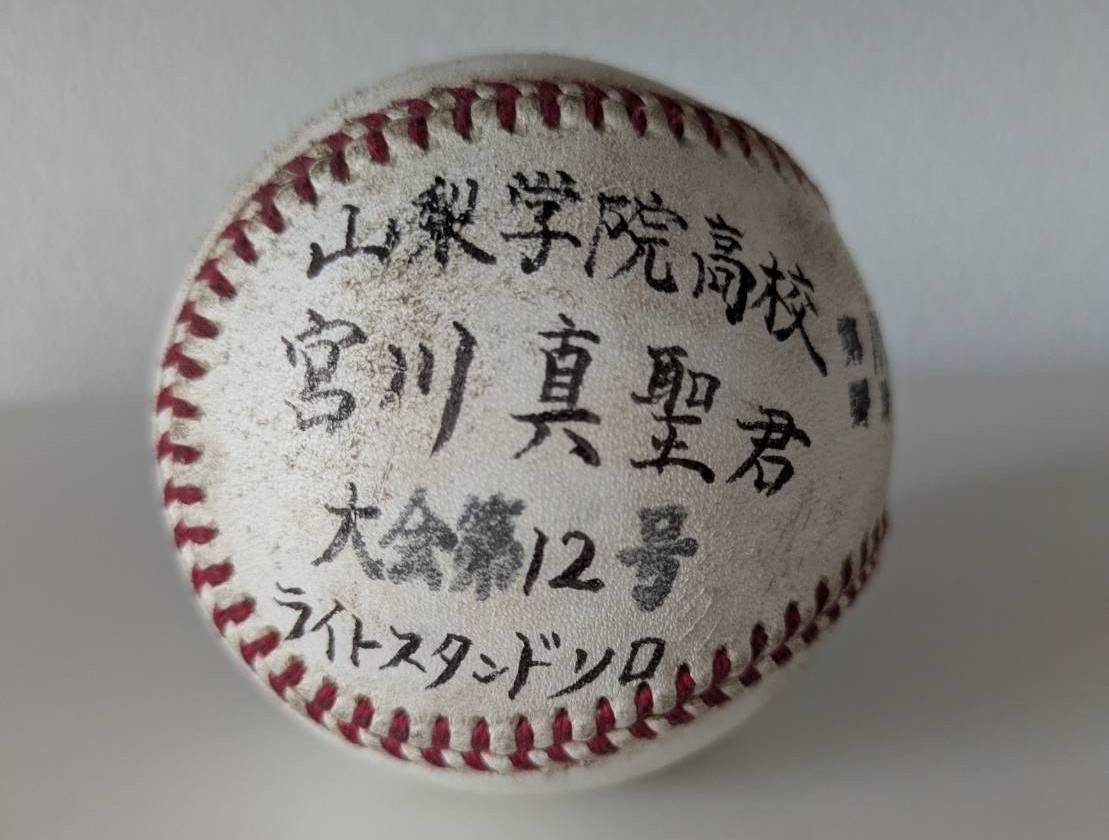 山梨学院高校
宮川真聖君
大会第12号
ライトスタンドソロ